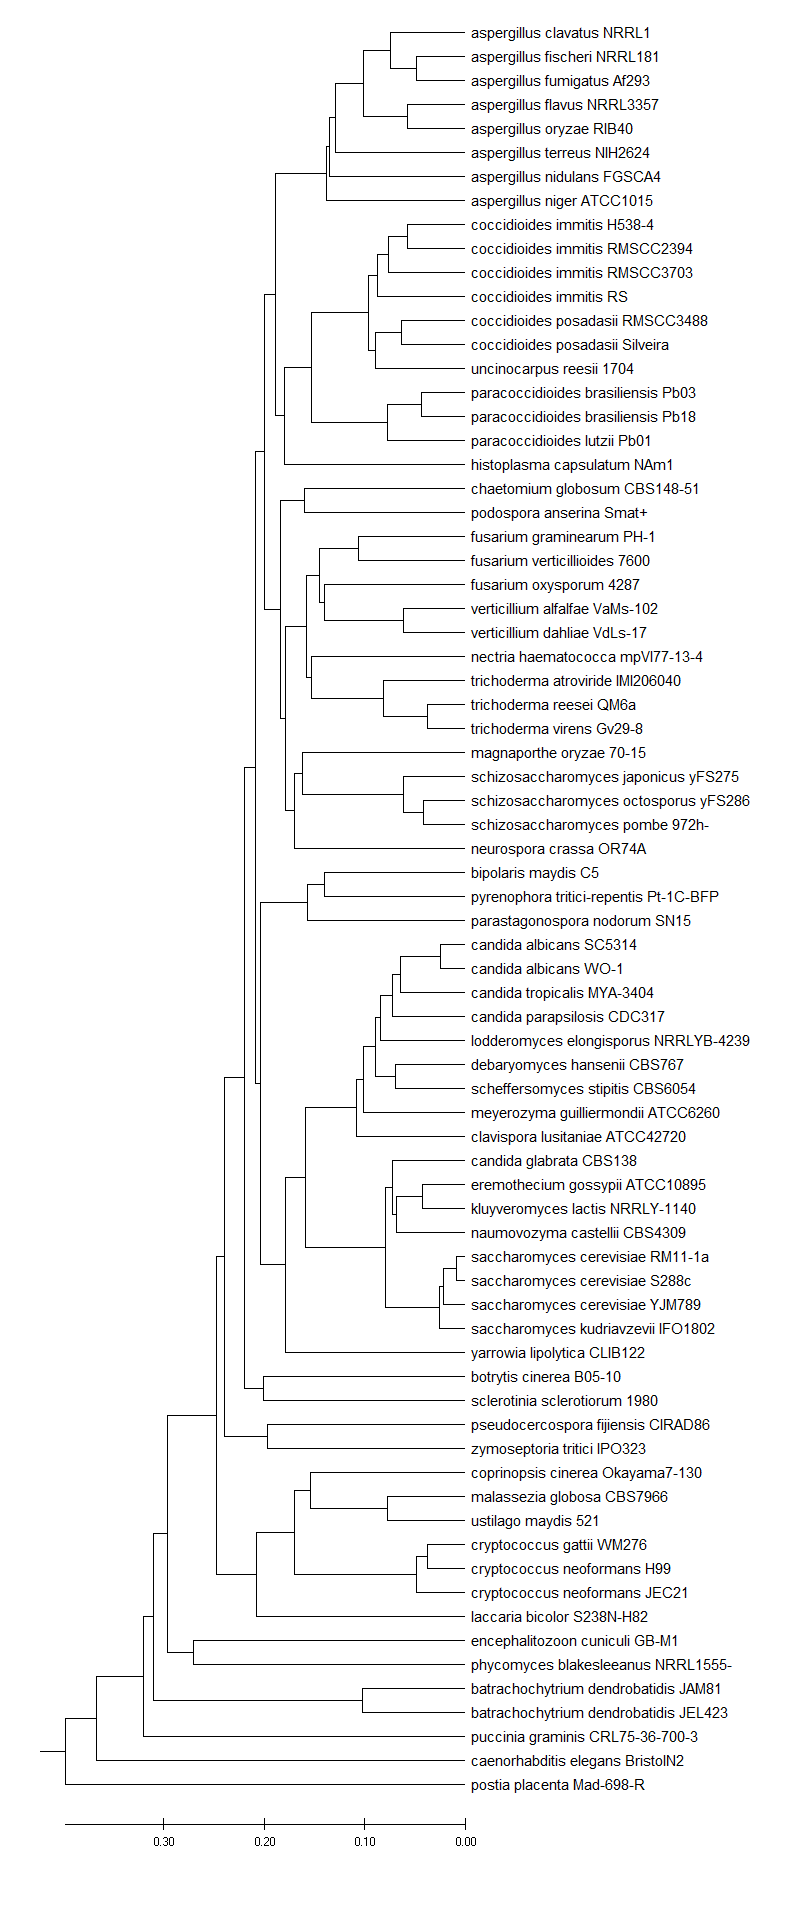 aspergillus clavatus NRRL1
aspergillus fischeri NRRL181
aspergillus fumigatus Af293
aspergillus flavus NRRL3357
aspergillus oryzae RIB40
aspergillus terreus NIH2624
aspergillus nidulans FGSCA4
aspergillus niger ATCC1015
coccidioides immitis H538-4
coccidioides immitis RMSCC2394
coccidioides immitis RMSCC3703
coccidioides immitis RS
coccidioides posadasii RMSCC3488
coccidioides posadasii Silveira
uncinocarpus reesii 1704
paracoccidioides brasiliensis Pb03
paracoccidioides brasiliensis Pb18
paracoccidioides lutzii Pb01
histoplasma capsulatum NAm1
chaetomium globosum CBS148-51
podospora anserina Smat+
fusarium graminearum PH-1
fusarium verticillioides 7600
fusarium oxysporum 4287
verticillium alfalfae VaMs-102
verticillium dahliae VdLs-17
nectria haematococca mpVI77-13-4
trichoderma atroviride IMI206040
trichoderma reesei QM6a
trichoderma virens Gv29-8
magnaporthe oryzae 70-15
schizosaccharomyces japonicus yFS275
schizosaccharomyces octosporus yFS286
schizosaccharomyces pombe 972h-
neurospora crassa OR74A
bipolaris maydis C5
pyrenophora tritici-repentis Pt-1C-BFP
parastagonospora nodorum SN15
candida albicans SC5314
candida albicans WO-1
candida tropicalis MYA-3404
candida parapsilosis CDC317
lodderomyces elongisporus NRRLYB-4239
debaryomyces hansenii CBS767
scheffersomyces stipitis CBS6054
meyerozyma guilliermondii ATCC6260
clavispora lusitaniae ATCC42720
candida glabrata CBS138
eremothecium gossypii ATCC10895
kluyveromyces lactis NRRLY-1140
naumovozyma castellii CBS4309
saccharomyces cerevisiae RM11-1a
saccharomyces cerevisiae S288c
saccharomyces cerevisiae YJM789
saccharomyces kudriavzevii IFO1802
yarrowia lipolytica CLIB122
botrytis cinerea B05-10
sclerotinia sclerotiorum 1980
pseudocercospora fijiensis CIRAD86
zymoseptoria tritici IPO323
coprinopsis cinerea Okayama7-130
malassezia globosa CBS7966
ustilago maydis 521
cryptococcus gattii WM276
cryptococcus neoformans H99
cryptococcus neoformans JEC21
laccaria bicolor S238N-H82
encephalitozoon cuniculi GB-M1
phycomyces blakesleeanus NRRL1555-
batrachochytrium dendrobatidis JAM81
batrachochytrium dendrobatidis JEL423
puccinia graminis CRL75-36-700-3
caenorhabditis elegans BristolN2
postia placenta Mad-698-R
0.30 0.20 0.10 0.00